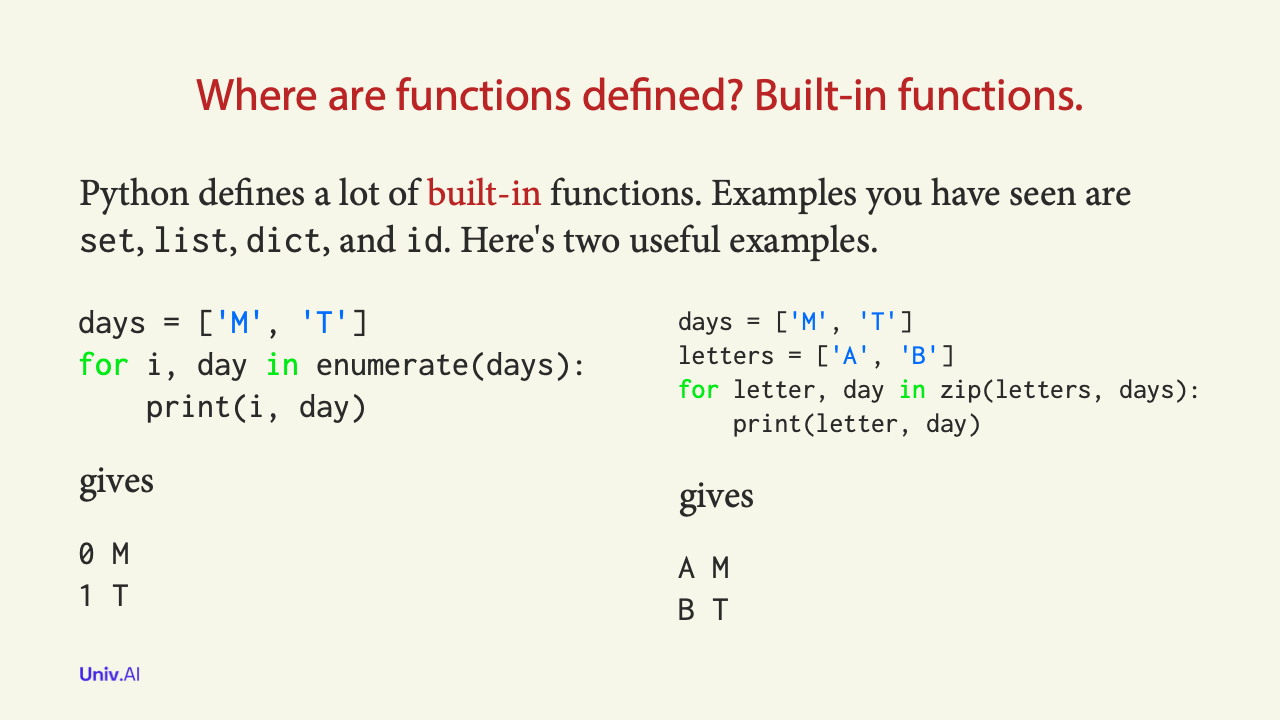 Where are functions defined? Built-in functions.
Python defines a lot of built-in functions. Examples you have seen are
set, list, dict, and id. Here's two useful examples.
days = ['M', 'T']
for i, day in enumerate(days):
    print(i, day)
gives
0 M
1 T
days = ['M', 'T']
letters = ['A', 'B']
for letter, day in zip(letters, days):
    print(letter, day)
gives
A M
B T
Univ.AI